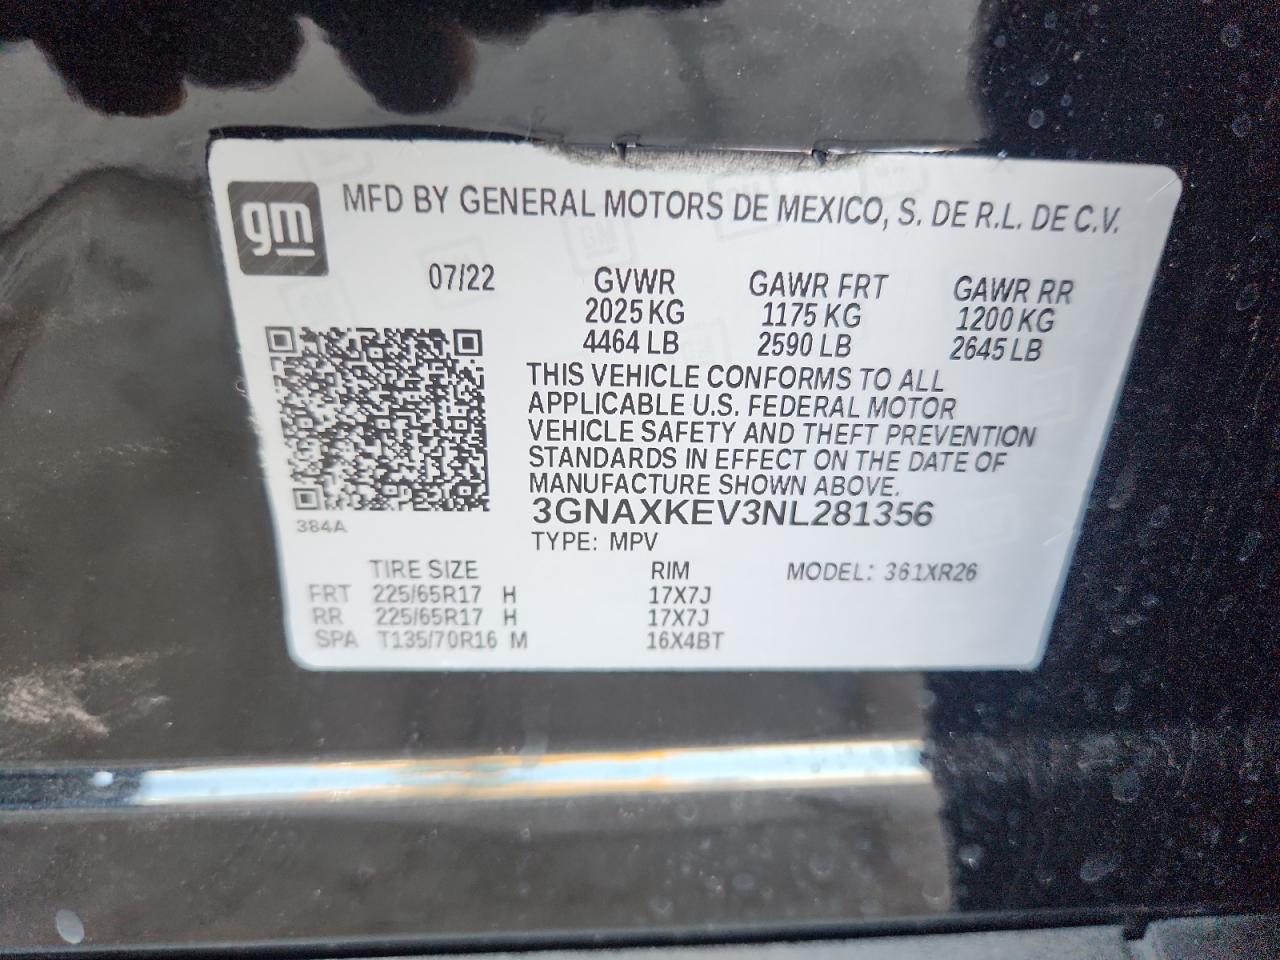 gm MFD BY GENERAL MOTORS DE MEXICO, S. DE R.L. DE C.V.
07/22 GVWR GAWR FRT GAWR RR
2025 KG 1175 KG 1200 KG
4464 LB 2590 LB 2645 LB
THIS VEHICLE CONFORMS TO ALL
APPLICABLE U.S. FEDERAL MOTOR
VEHICLE SAFETY AND THEFT PREVENTION
STANDARDS IN EFFECT ON THE DATE OF
MANUFACTURE SHOWN ABOVE.
3GNAXKEV3NL281356
384A
TYPE: MPV
TIRE SIZE RIM MODEL: 361XR26
FRT 225/65R17 H 17X7J
RR 225/65R17 H 17X7J
SPA T135/70R16 M 16X4BT